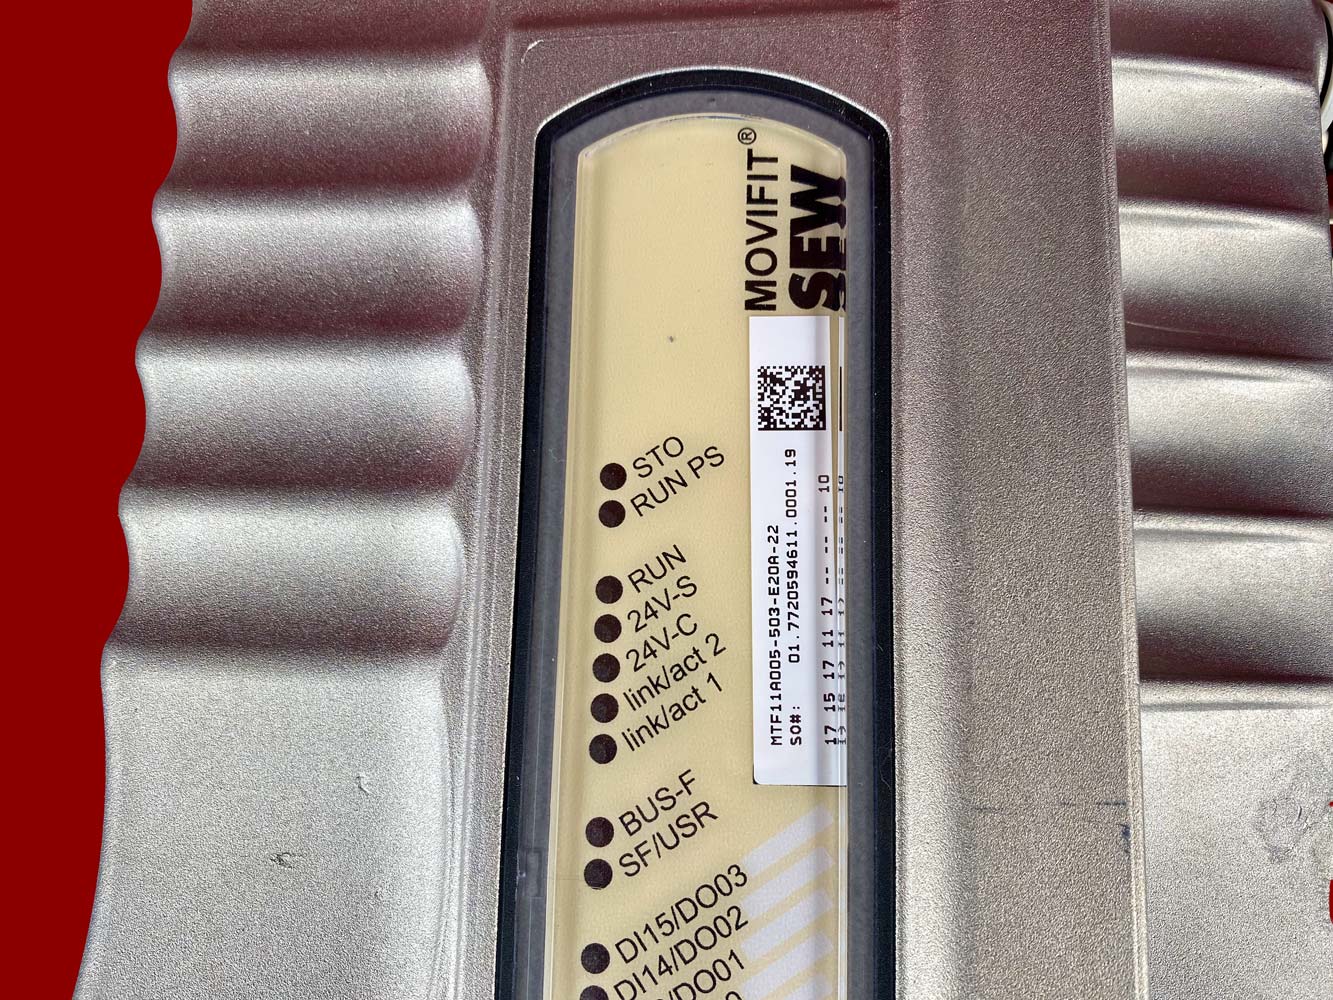 MOVIFIT®
SEW
MTF11A005-503-E20A-22
SO#: 01.7720594611.0001.19
17 15 17 11 17 -- -- -- -- 10
STO
RUN PS
RUN
24V-S
24V-C
link/act 2
link/act 1
BUS-F
SF/USR
DI15/DO03
DI14/DO02
/DO01